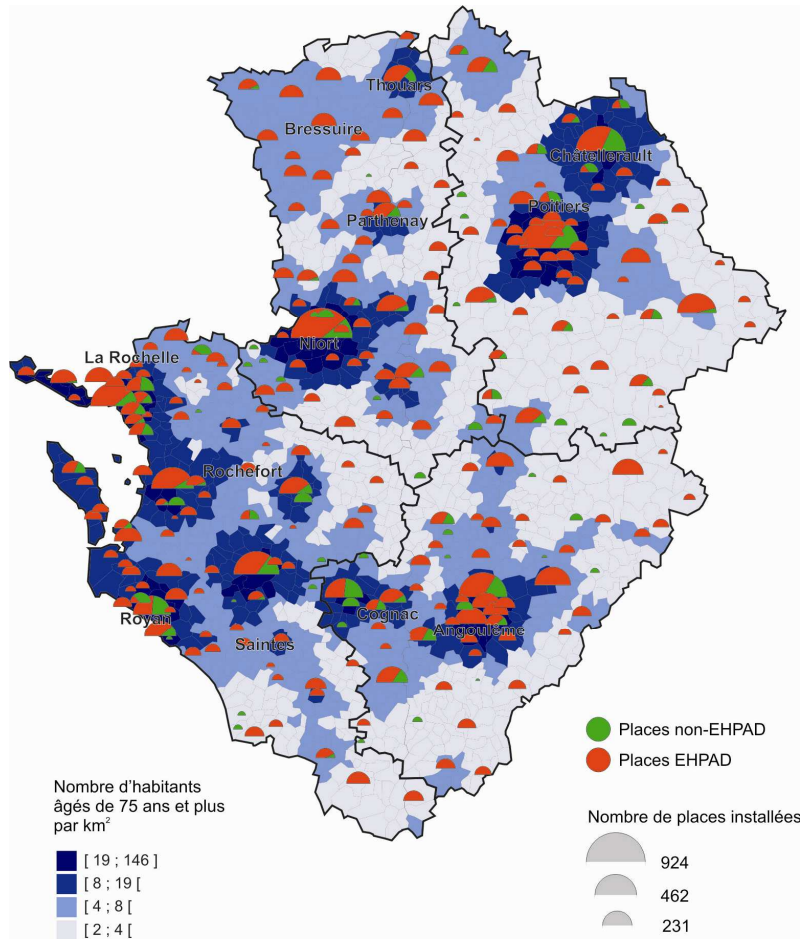 Thouars
Bressuire
Châtellerault
Parthenay
Poitiers
Niort
La Rochelle
Rochefort
Cognac
Royan
Angoulême
Saintes
Places non-EHPAD
Places EHPAD
Nombre d'habitants
âgés de 75 ans et plus
par km²
[ 19 ; 146 ]
[ 8 ; 19 [
[ 4 ; 8 [
[ 2 ; 4 [
Nombre de places installées
924
462
231